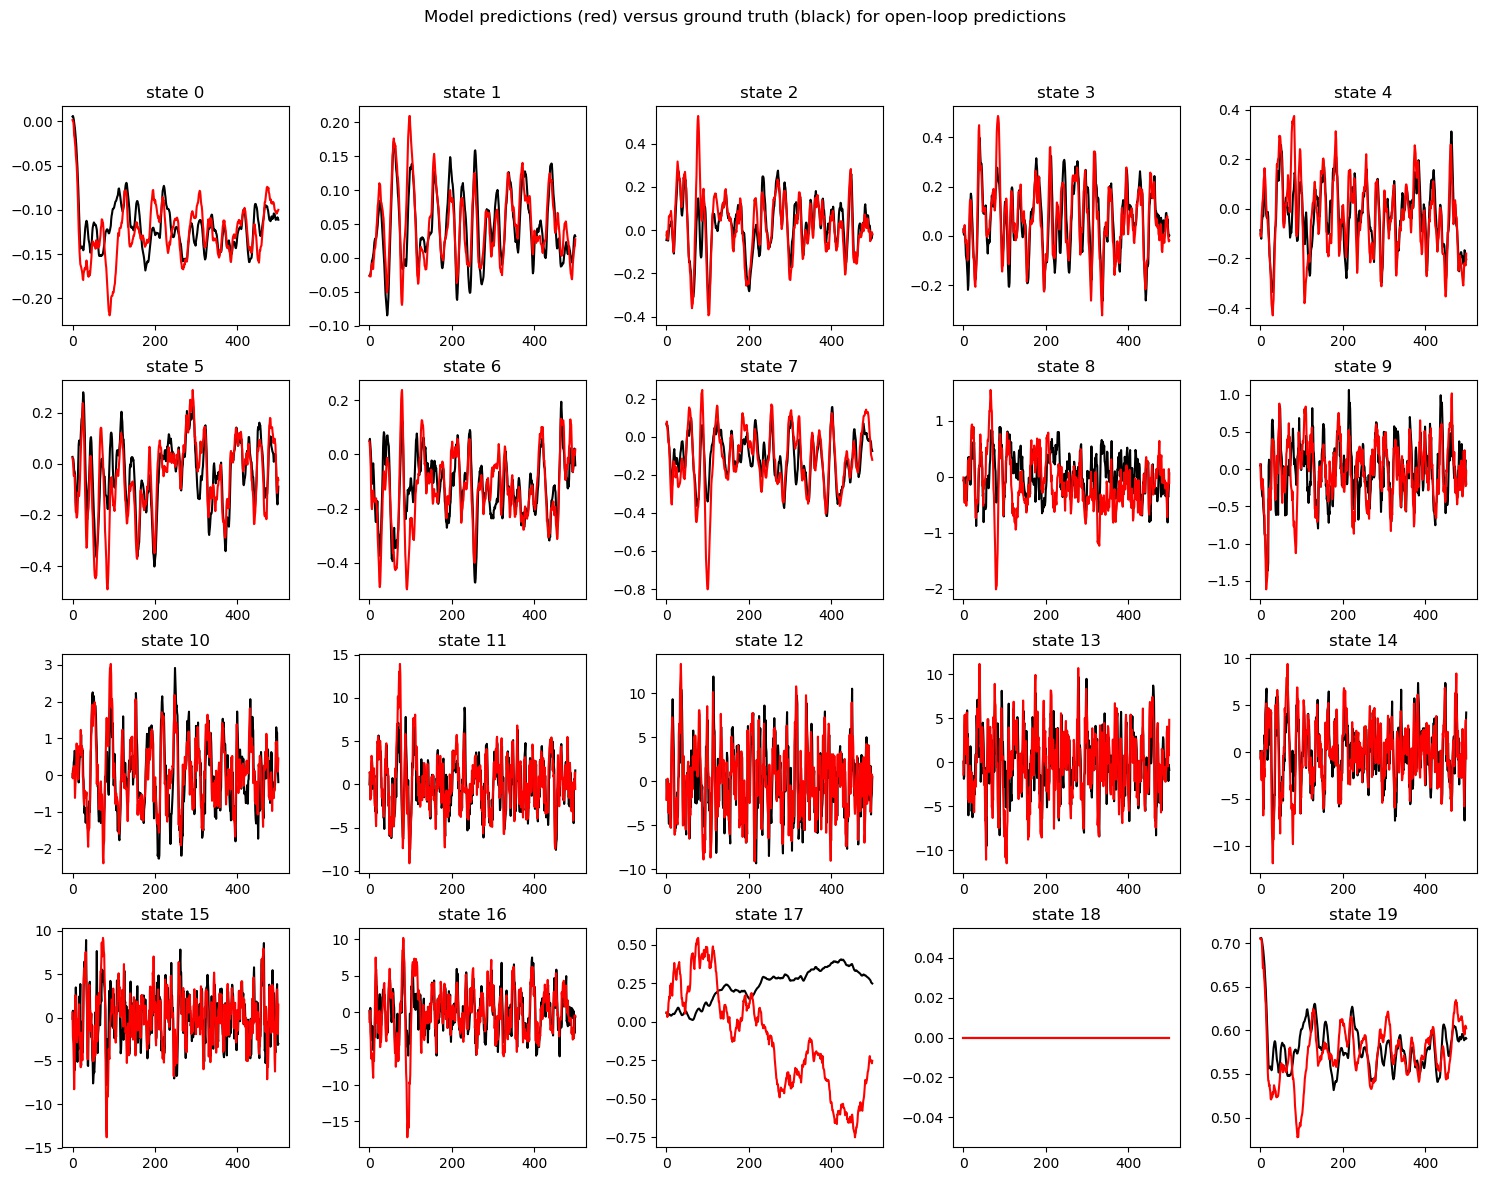 Model predictions (red) versus ground truth (black) for open-loop predictions
state 0 state 1 state 2 state 3 state 4
0.00 −0.05 −0.10 −0.15 −0.20 0 200 400
0.20 0.15 0.10 0.05 0.00 −0.05 −0.10 0 200 400
0.4 0.2 0.0 −0.2 −0.4 0 200 400
0.4 0.2 0.0 −0.2 0 200 400
0.4 0.2 0.0 −0.2 −0.4 0 200 400
state 5 state 6 state 7 state 8 state 9
0.2 0.0 −0.2 −0.4 0 200 400
0.2 0.0 −0.2 −0.4 0 200 400
0.2 0.0 −0.2 −0.4 −0.6 −0.8 0 200 400
1 0 −1 −2 0 200 400
1.0 0.5 0.0 −0.5 −1.0 −1.5 0 200 400
state 10 state 11 state 12 state 13 state 14
3 2 1 0 −1 −2 0 200 400
15 10 5 0 −5 −10 0 200 400
10 5 0 −5 −10 0 200 400
10 5 0 −5 −10 0 200 400
10 5 0 −5 −10 0 200 400
state 15 state 16 state 17 state 18 state 19
10 5 0 −5 −10 −15 0 200 400
10 5 0 −5 −10 −15 0 200 400
0.50 0.25 0.00 −0.25 −0.50 −0.75 0 200 400
0.04 0.02 0.00 −0.02 −0.04 0 200 400
0.70 0.65 0.60 0.55 0.50 0 200 400